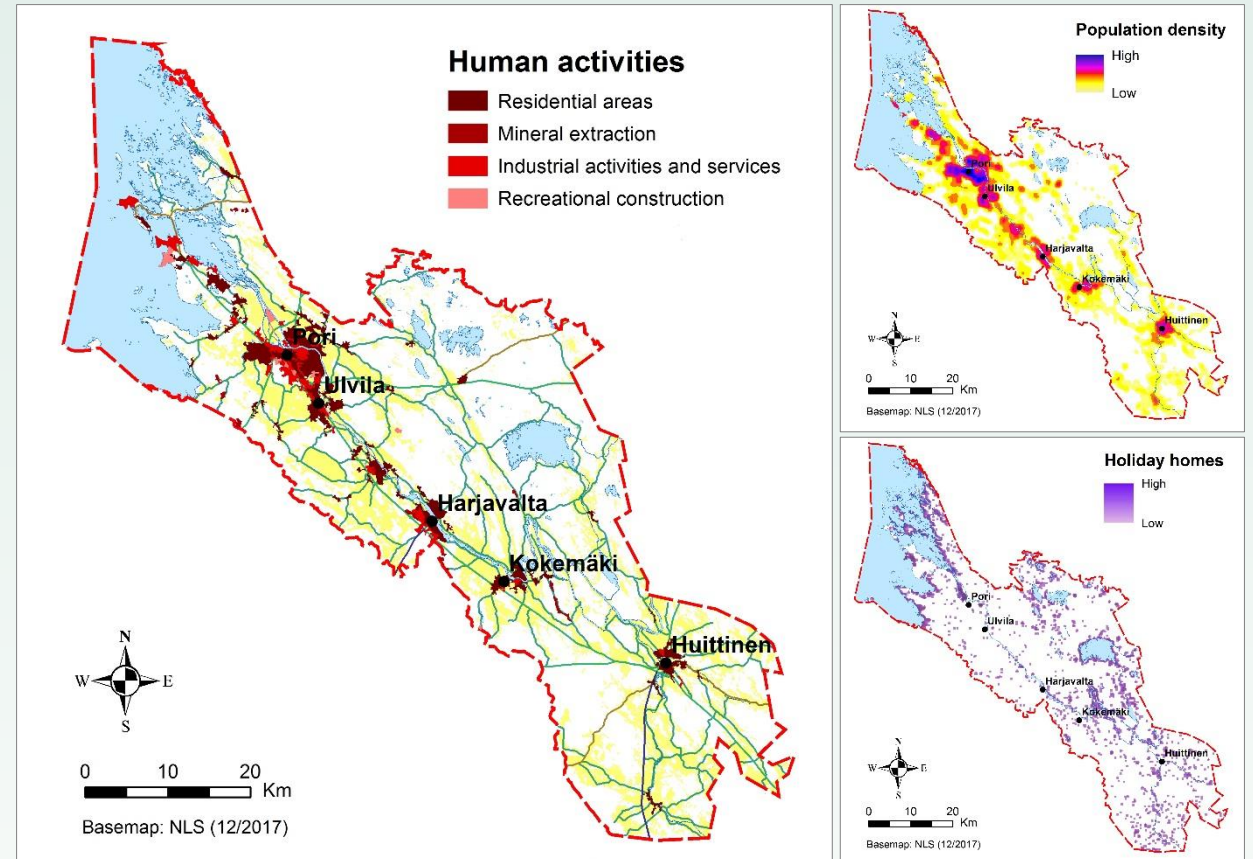 Human activities
Residential areas
Mineral extraction
Industrial activities and services
Recreational construction
Pori
Ulvila
Harjavalta
Kokemäki
Huittinen
N
W E
S
0 10 20
Km
Basemap: NLS (12/2017)
Population density
High
Low
Pori
Ulvila
Harjavalta
Kokemäki
Huittinen
N
W E
S
0 10 20
Km
Basemap: NLS (12/2017)
Holiday homes
High
Low
Pori
Ulvila
Harjavalta
Kokemäki
Huittinen
N
W E
S
0 10 20
Km
Basemap: NLS (12/2017)